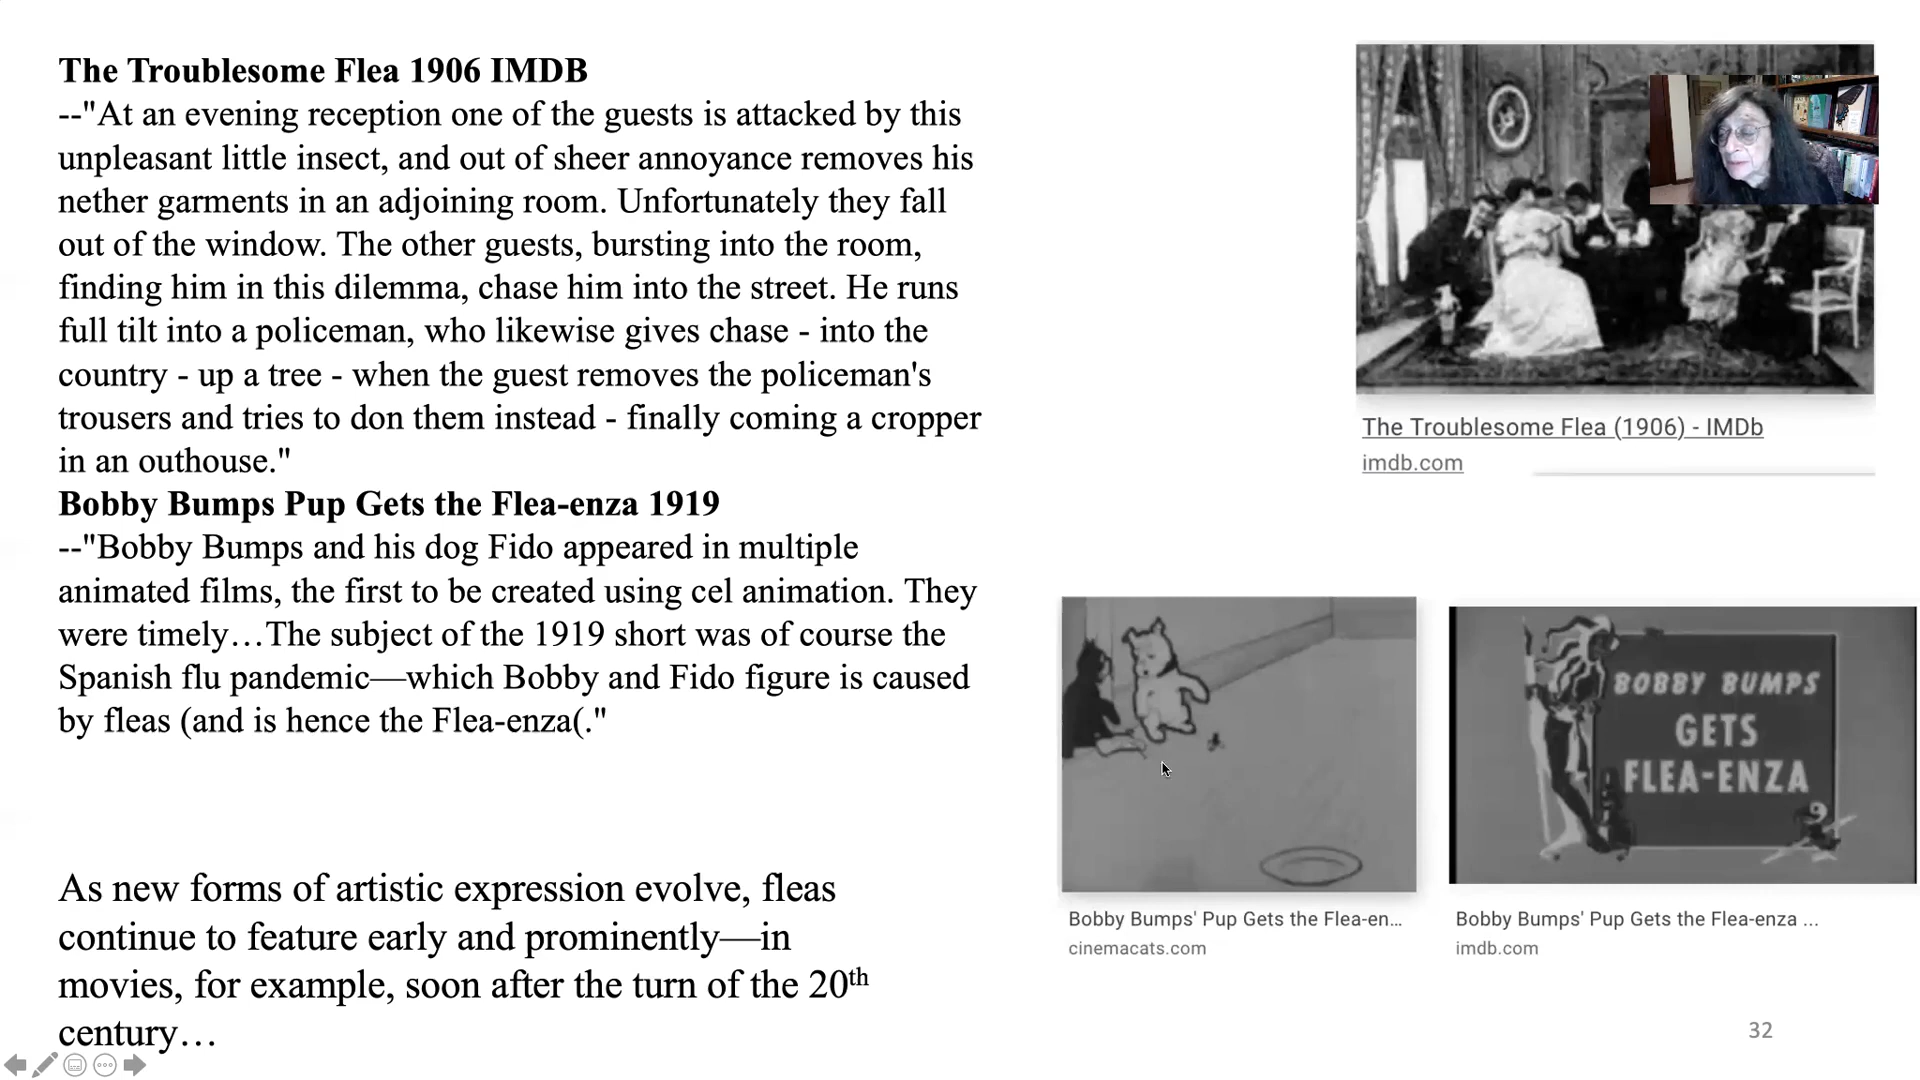 The Troublesome Flea 1906 IMDB
--"At an evening reception one of the guests is attacked by this
unpleasant little insect, and out of sheer annoyance removes his
nether garments in an adjoining room. Unfortunately they fall
out of the window. The other guests, bursting into the room,
finding him in this dilemma, chase him into the street. He runs
full tilt into a policeman, who likewise gives chase - into the
country - up a tree - when the guest removes the policeman's
trousers and tries to don them instead - finally coming a cropper
in an outhouse."
Bobby Bumps Pup Gets the Flea-enza 1919
--"Bobby Bumps and his dog Fido appeared in multiple
animated films, the first to be created using cel animation. They
were timely…The subject of the 1919 short was of course the
Spanish flu pandemic—which Bobby and Fido figure is caused
by fleas (and is hence the Flea-enza(."
As new forms of artistic expression evolve, fleas
continue to feature early and prominently—in
movies, for example, soon after the turn of the 20th
century…
The Troublesome Flea (1906) - IMDb
imdb.com
BOBBY BUMPS
GETS
FLEA-ENZA
Bobby Bumps' Pup Gets the Flea-en...
cinemacats.com
Bobby Bumps' Pup Gets the Flea-enza ...
imdb.com
32